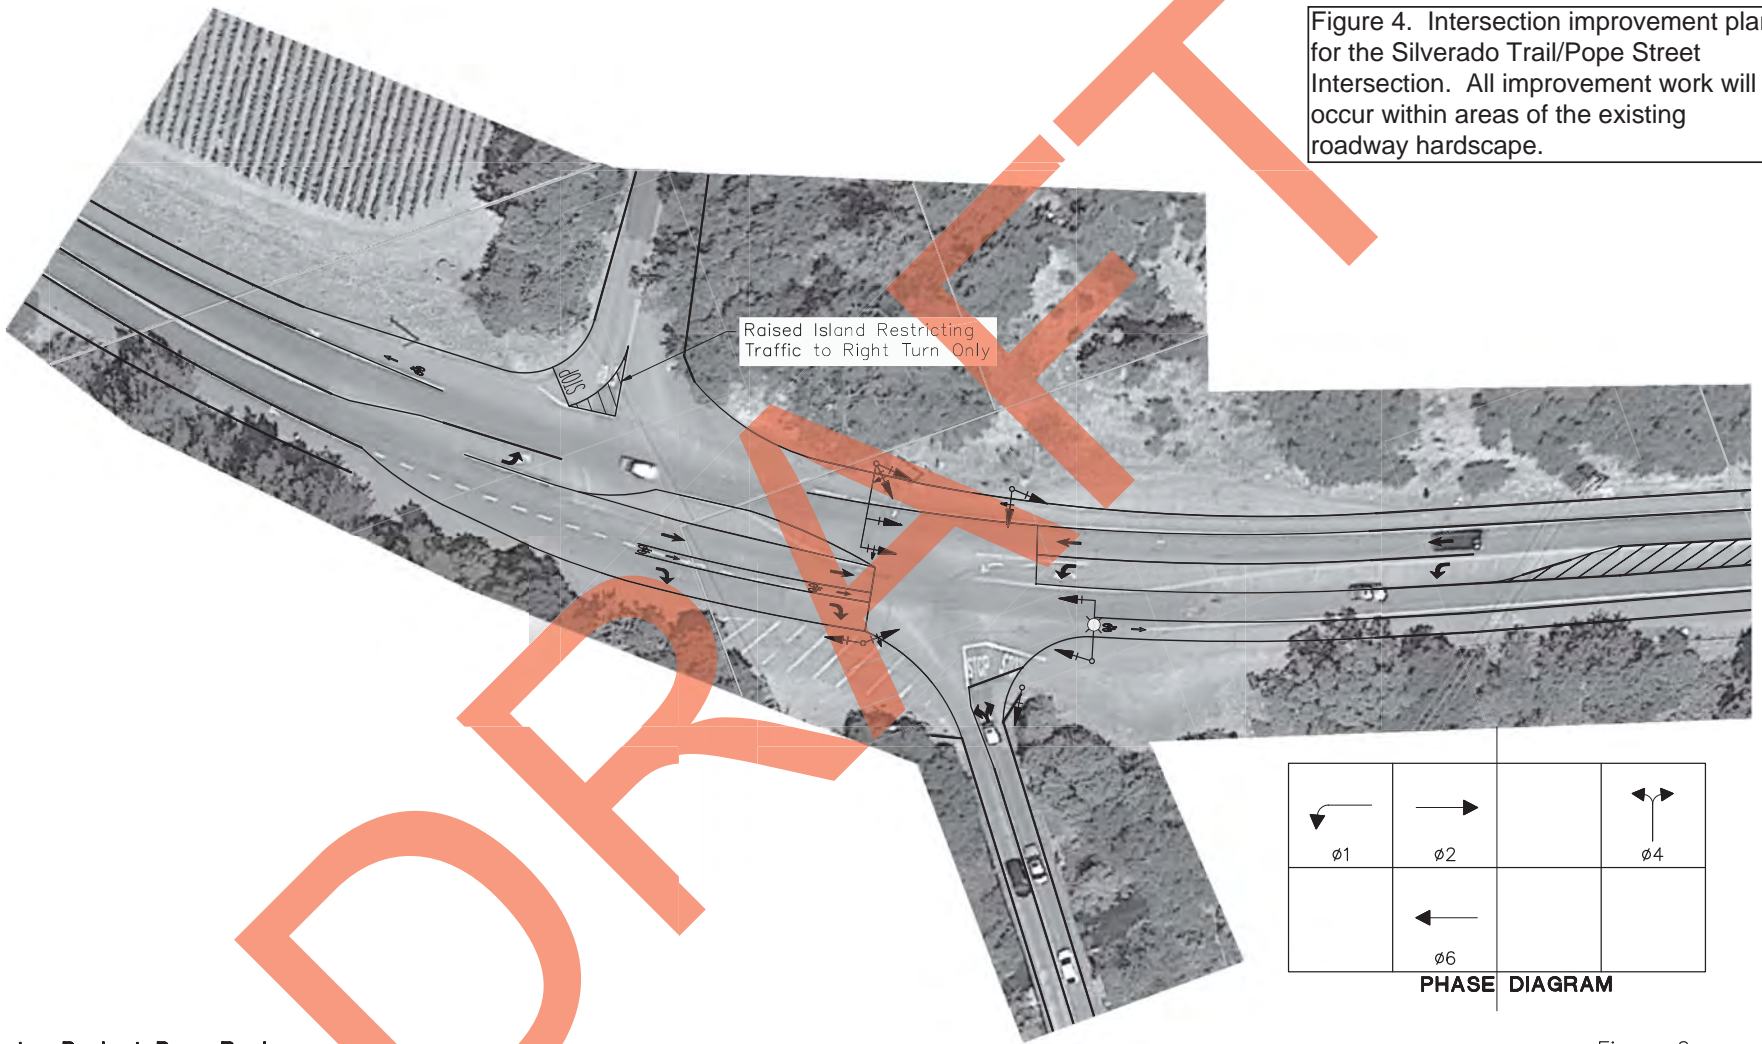 Figure 4. Intersection improvement plan
for the Silverado Trail/Pope Street
Intersection. All improvement work will
occur within areas of the existing
roadway hardscape.
Raised Island Restricting
Traffic to Right Turn Only
STOP
STOP
DRAFT
ø1
ø2
ø4
ø6
PHASE DIAGRAM